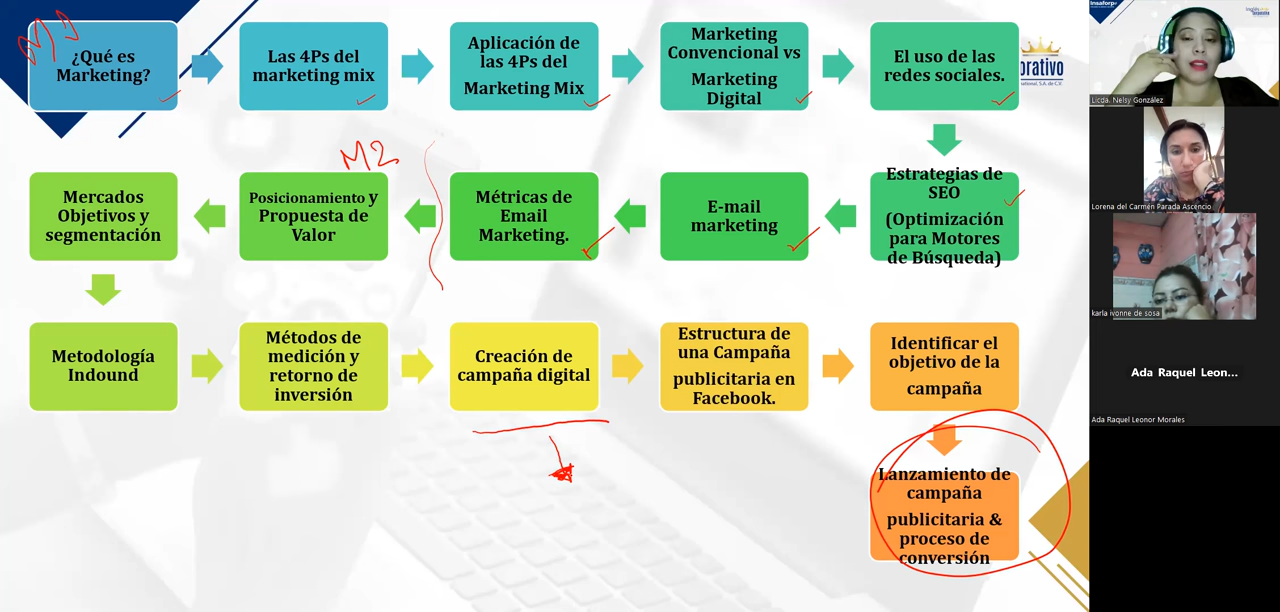 M1
¿Qué es
Marketing?
Las 4Ps del
marketing mix
Aplicación de
las 4Ps del
Marketing Mix
Marketing
Convencional vs
Marketing
Digital
El uso de las
redes sociales.
Estrategias de
SEO
(Optimización
para Motores
de Búsqueda)
E-mail
marketing
Métricas de
Email
Marketing.
M2
Posicionamiento y
Propuesta de
Valor
Mercados
Objetivos y
segmentación
Metodología
Indound
Métodos de
medición y
retorno de
inversión
Creación de
campaña digital
Estructura de
una Campaña
publicitaria en
Facebook.
Identificar el
objetivo de la
campaña
Lanzamiento de
campaña
publicitaria &
proceso de
conversión
orativo
national, S.A. de C.V.
Insaforp
Licda. Nelsy González
Lorena del Carmen Parada Ascencio
karla ivonne de sosa
Ada Raquel Leon...
Ada Raquel Leonor Morales